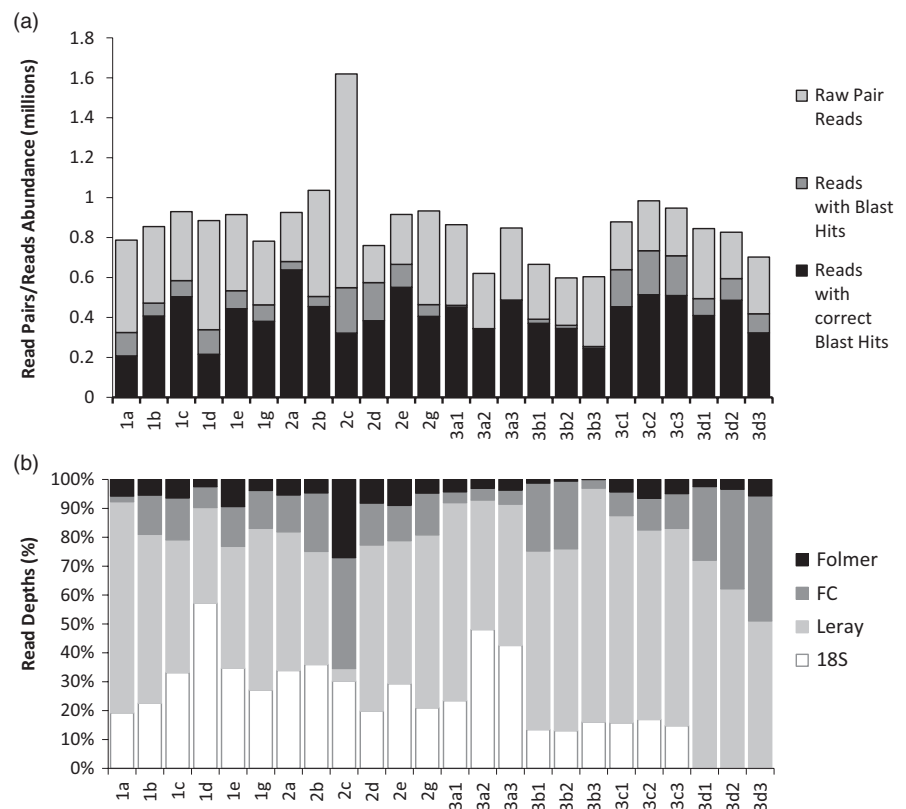 (a)
Read Pairs/Reads Abundance (millions)
1.8
1.6
1.4
1.2
1
0.8
0.6
0.4
0.2
0
1a 1b 1c 1d 1e 1g 2a 2b 2c 2d 2e 2g 3a1 3a2 3a3 3b1 3b2 3b3 3c1 3c2 3c3 3d1 3d2 3d3
Raw Pair
Reads
Reads
with Blast
Hits
Reads
with
correct
Blast Hits
(b)
Read Depths (%)
100%
90%
80%
70%
60%
50%
40%
30%
20%
10%
0%
1a 1b 1c 1d 1e 1g 2a 2b 2c 2d 2e 2g 3a1 3a2 3a3 3b1 3b2 3b3 3c1 3c2 3c3 3d1 3d2 3d3
Folmer
FC
Leray
18S